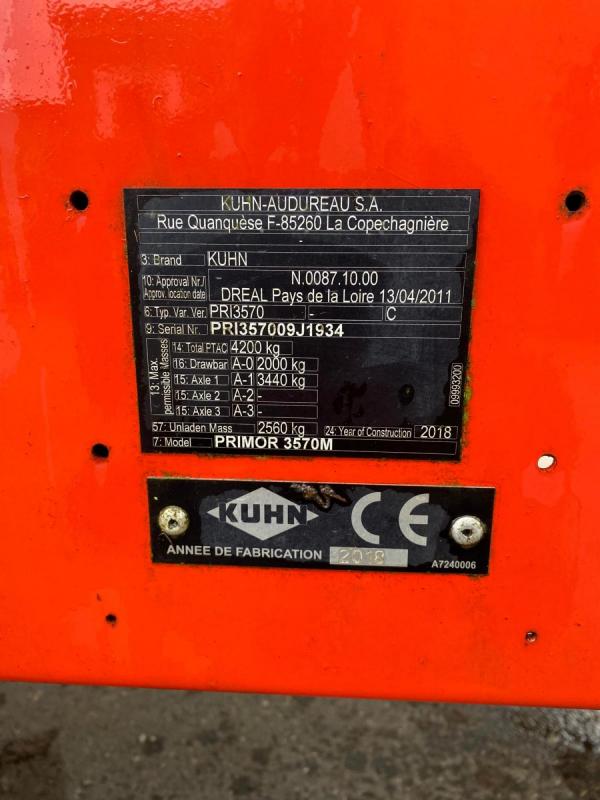 KUHN-AUDUREAU S.A.
Rue Quanquèse F-85260 La Copechagnière
3: Brand KUHN
10: Approval Nr./ Approv. location date N.0087.10.00
DREAL Pays de la Loire 13/04/2011
6: Typ. Var. Ver. PRI3570 - C
9: Serial Nr. PRI357009J1934
13: Max. permissible Masses
14: Total PTAC 4200 kg
16: Drawbar A-0 2000 kg
15: Axle 1 A-1 3440 kg
15: Axle 2 A-2 -
15: Axle 3 A-3 -
09993200
57: Unladen Mass 2560 kg 24: Year of Construction 2018
7: Model PRIMOR 3570M
KUHN CE
ANNEE DE FABRICATION 2018
A7240006